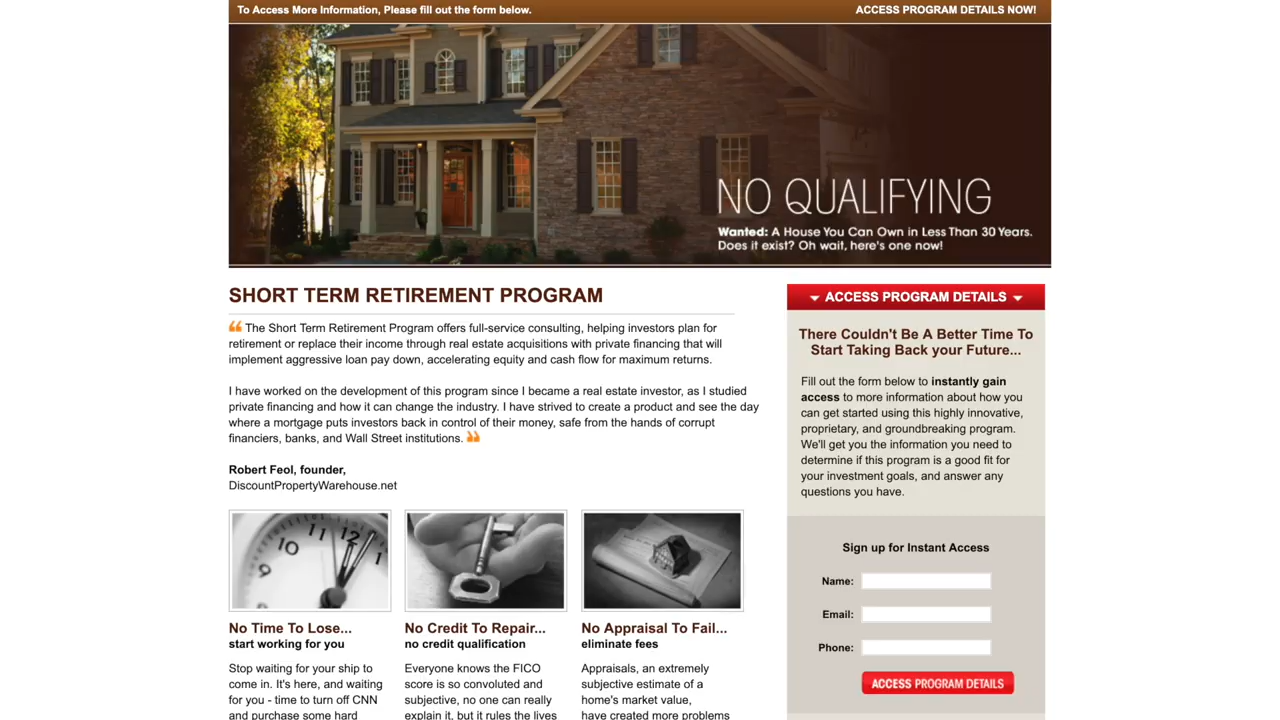 To Access More Information, Please fill out the form below.
ACCESS PROGRAM DETAILS NOW!
NO QUALIFYING
Wanted: A House You Can Own in Less Than 30 Years.
Does it exist? Oh wait, here's one now!
SHORT TERM RETIREMENT PROGRAM
“ The Short Term Retirement Program offers full-service consulting, helping investors plan for
retirement or replace their income through real estate acquisitions with private financing that will
implement aggressive loan pay down, accelerating equity and cash flow for maximum returns.
I have worked on the development of this program since I became a real estate investor, as I studied
private financing and how it can change the industry. I have strived to create a product and see the day
where a mortgage puts investors back in control of their money, safe from the hands of corrupt
financiers, banks, and Wall Street institutions. ”
Robert Feol, founder,
DiscountPropertyWarehouse.net
10 11 12 1
9
No Time To Lose...
start working for you
Stop waiting for your ship to
come in. It's here, and waiting
for you - time to turn off CNN
and purchase some hard
No Credit To Repair...
no credit qualification
Everyone knows the FICO
score is so convoluted and
subjective, no one can really
explain it, but it rules the lives
No Appraisal To Fail...
eliminate fees
Appraisals, an extremely
subjective estimate of a
home's market value,
have created more problems
ACCESS PROGRAM DETAILS
There Couldn't Be A Better Time To
Start Taking Back your Future...
Fill out the form below to instantly gain
access to more information about how you
can get started using this highly innovative,
proprietary, and groundbreaking program.
We'll get you the information you need to
determine if this program is a good fit for
your investment goals, and answer any
questions you have.
Sign up for Instant Access
Name:
Email:
Phone:
ACCESS PROGRAM DETAILS